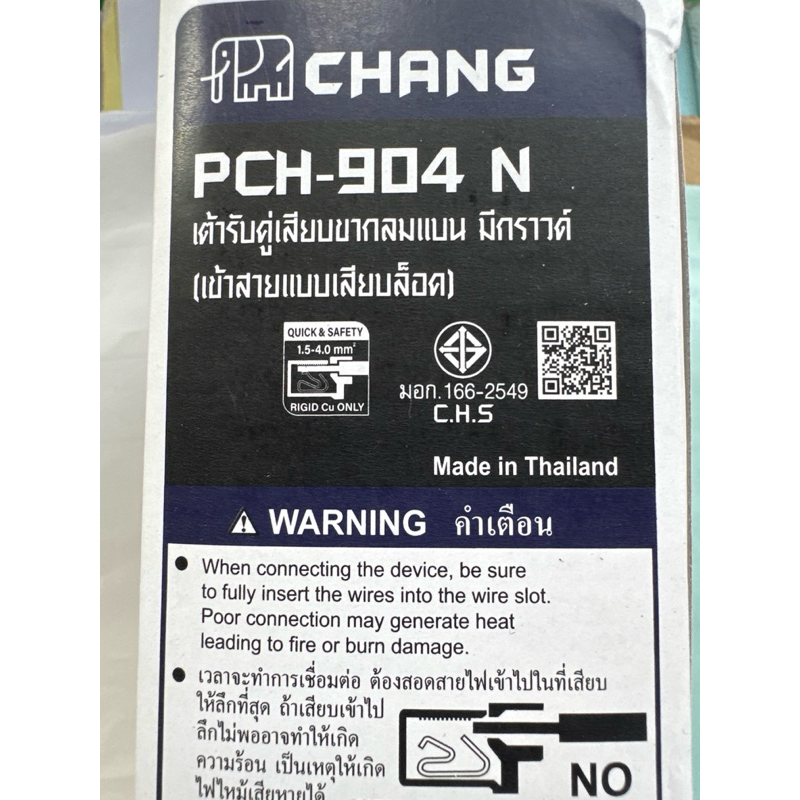 CHANG
PCH-904 N
เต้ารับคู่เสียบขากลมแบน มีกราวด์
(เข้าสายแบบเสียบล็อค)
QUICK & SAFETY
1.5-4.0 mm²
RIGID Cu ONLY
มอก.166-2549
C.H.S
Made in Thailand
WARNING คำเตือน
• When connecting the device, be sure
to fully insert the wires into the wire slot.
Poor connection may generate heat
leading to fire or burn damage.
• เวลาจะทำการเชื่อมต่อ ต้องสอดสายไฟเข้าไปในที่เสียบ
ให้ลึกที่สุด ถ้าเสียบเข้าไป
ลึกไม่พออาจทำให้เกิด
ความร้อน เป็นเหตุให้เกิด
ไฟไหม้เสียหายได้
NO